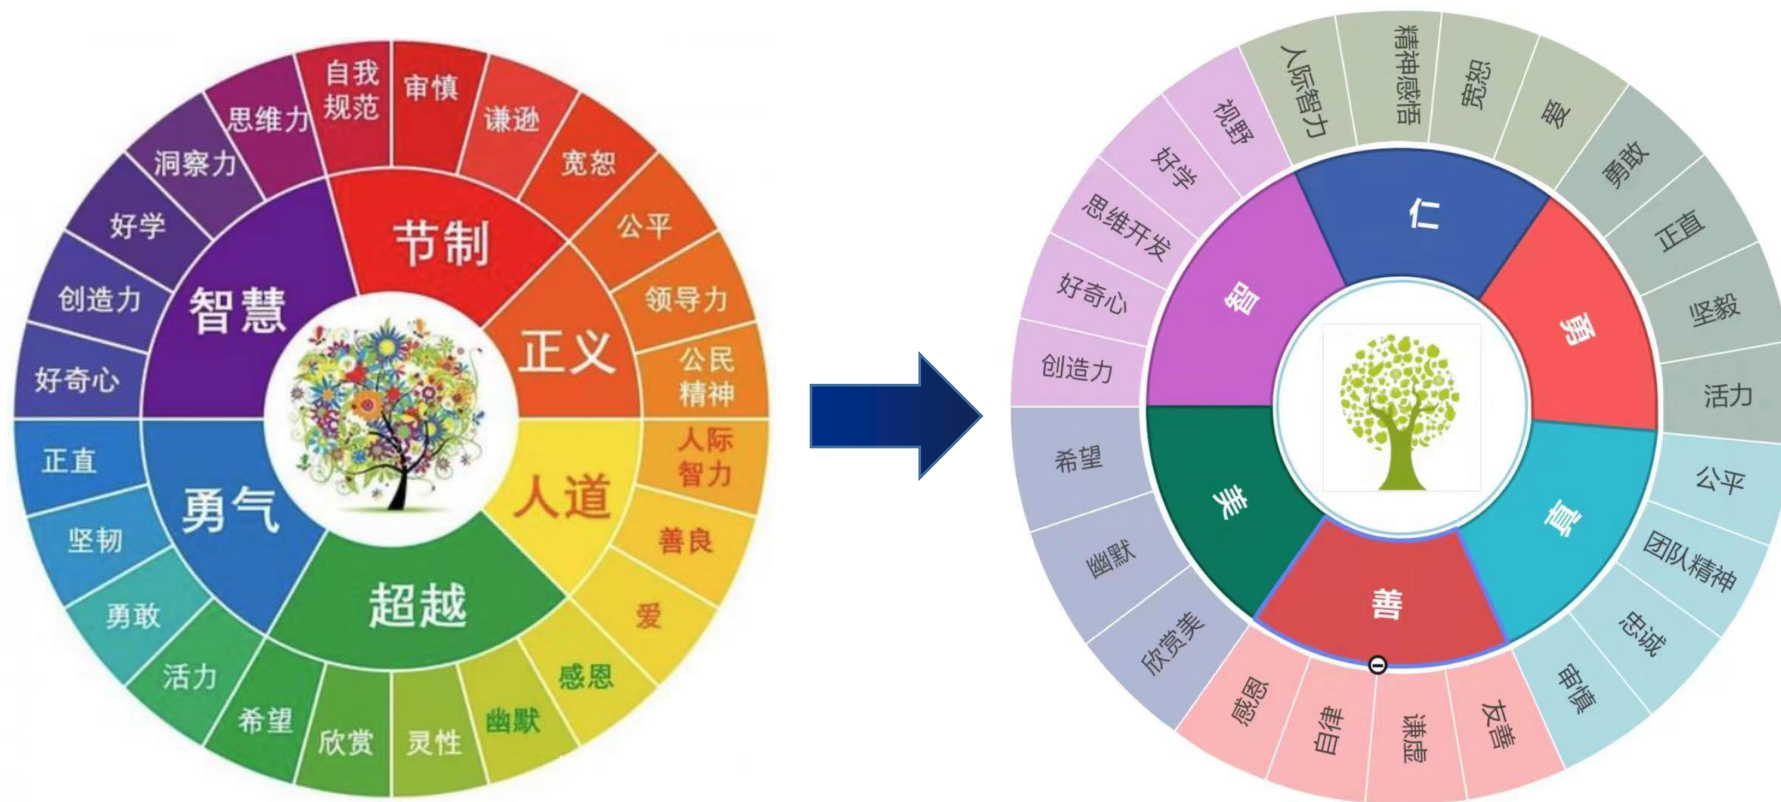 节制
正义
人道
超越
勇气
智慧
自我
规范
审慎
谦逊
宽恕
公平
领导力
公民
精神
人际
智力
善良
爱
感恩
幽默
灵性
欣赏
希望
活力
勇敢
坚韧
正直
好奇心
创造力
好学
洞察力
思维力
仁
勇
真
善
美
智
人际智力
精神感悟
宽恕
爱
勇敢
正直
坚毅
活力
公平
团队精神
忠诚
审慎
友善
谦虚
自律
感恩
欣赏美
幽默
希望
创造力
好奇心
思维开发
好学
视野